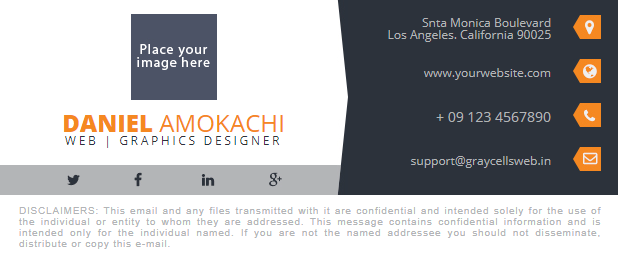 Place your
image here
DANIEL AMOKACHI
WEB | GRAPHICS DESIGNER
Snta Monica Boulevard
Los Angeles. California 90025
www.yourwebsite.com
+ 09 123 4567890
support@graycellsweb.in
DISCLAIMERS: This email and any files transmitted with it are confidential and intended solely for the use of
the individual or entity to whom they are addressed. This message contains confidential information and is
intended only for the individual named. If you are not the named addressee you should not disseminate,
distribute or copy this e-mail.